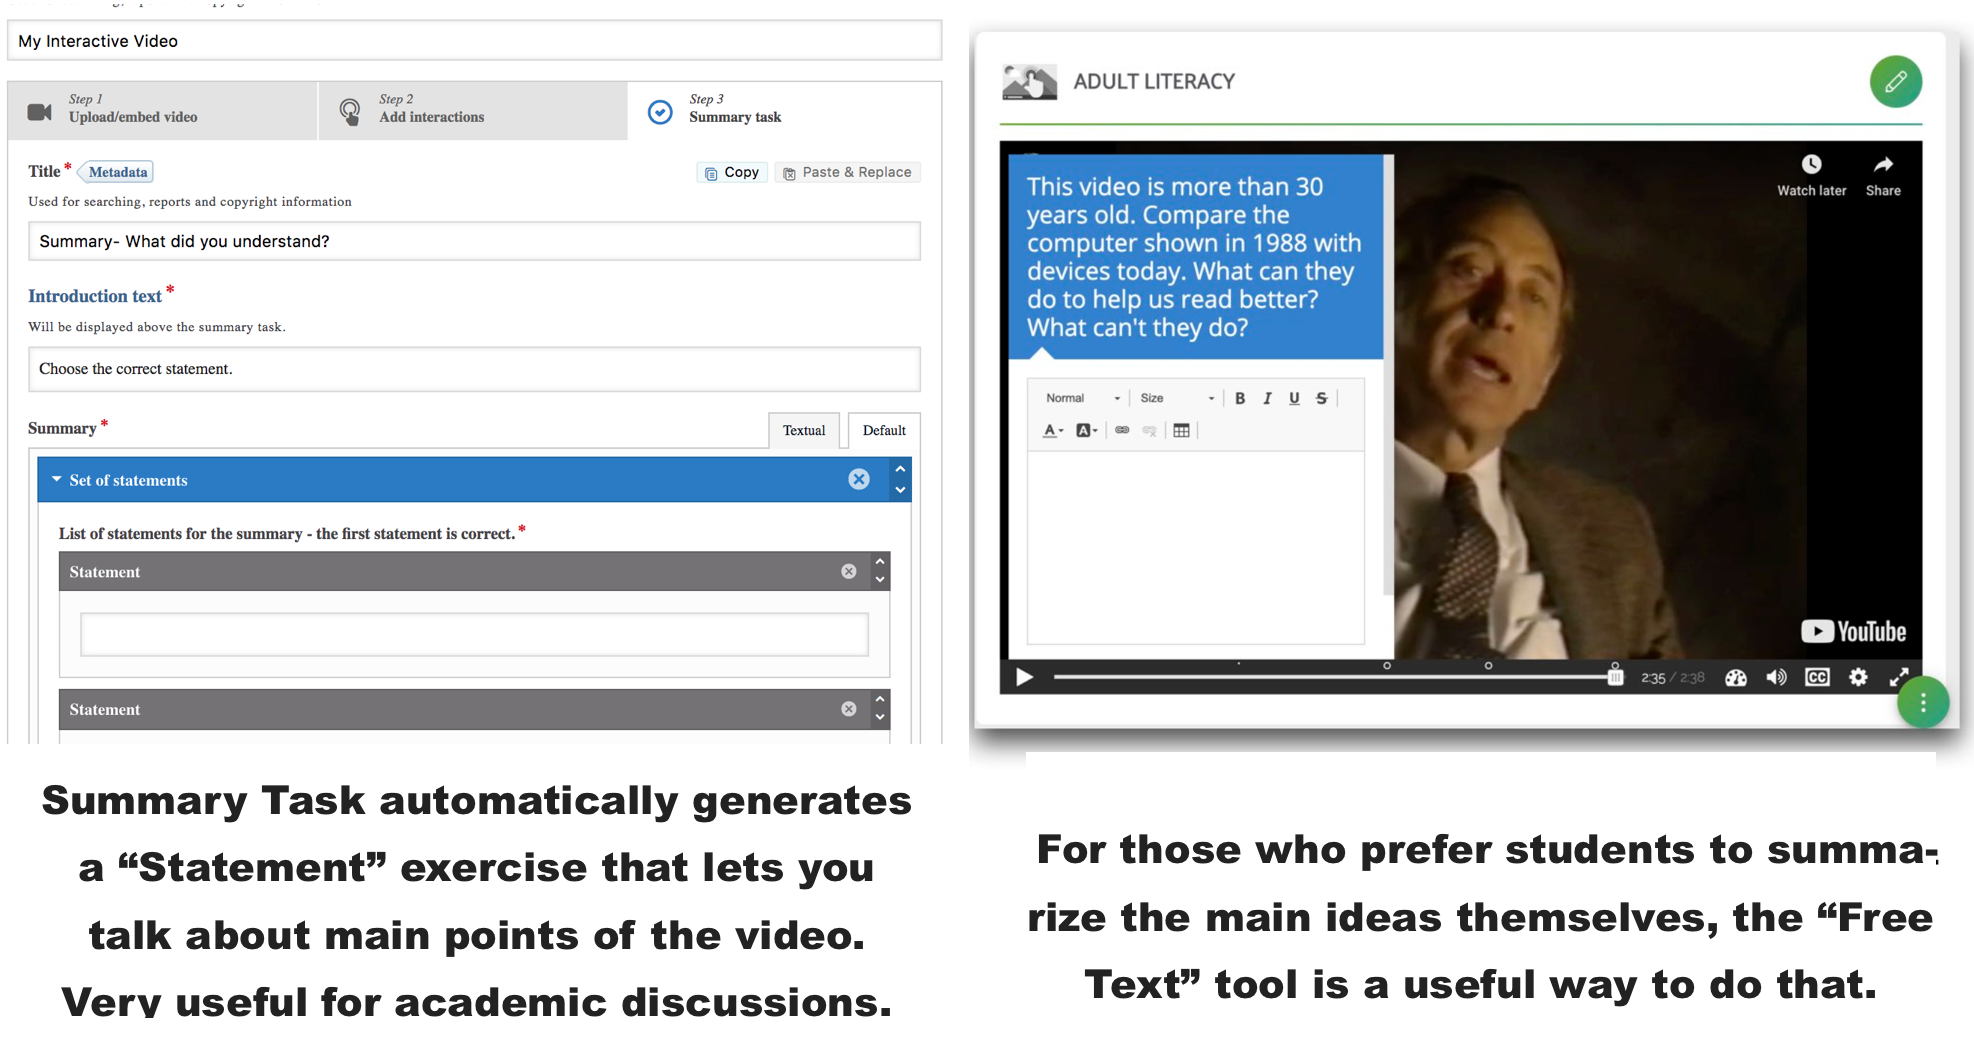 My Interactive Video
Step 1
Upload/embed video
Step 2
Add interactions
Step 3
Summary task
Title *
Metadata
Copy
Paste & Replace
Used for searching, reports and copyright information
Summary- What did you understand?
Introduction text *
Will be displayed above the summary task.
Choose the correct statement.
Summary *
Textual
Default
Set of statements
List of statements for the summary - the first statement is correct. *
Statement
Statement
Summary Task automatically generates
a “Statement” exercise that lets you
talk about main points of the video.
Very useful for academic discussions.
ADULT LITERACY
This video is more than 30
years old. Compare the
computer shown in 1988 with
devices today. What can they
do to help us read better?
What can't they do?
Watch later
Share
Normal
Size
B I U S
A A
YouTube
2:35 / 2:38
CC
For those who prefer students to summa-
rize the main ideas themselves, the “Free
Text” tool is a useful way to do that.